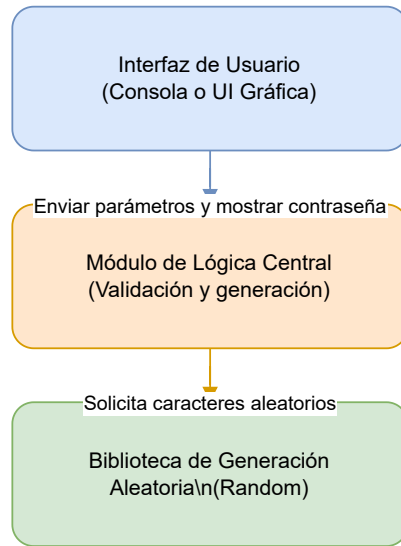 Interfaz de Usuario
(Consola o UI Gráfica)
Enviar parámetros y mostrar contraseña
Módulo de Lógica Central
(Validación y generación)
Solicita caracteres aleatorios
Biblioteca de Generación
Aleatoria\n(Random)